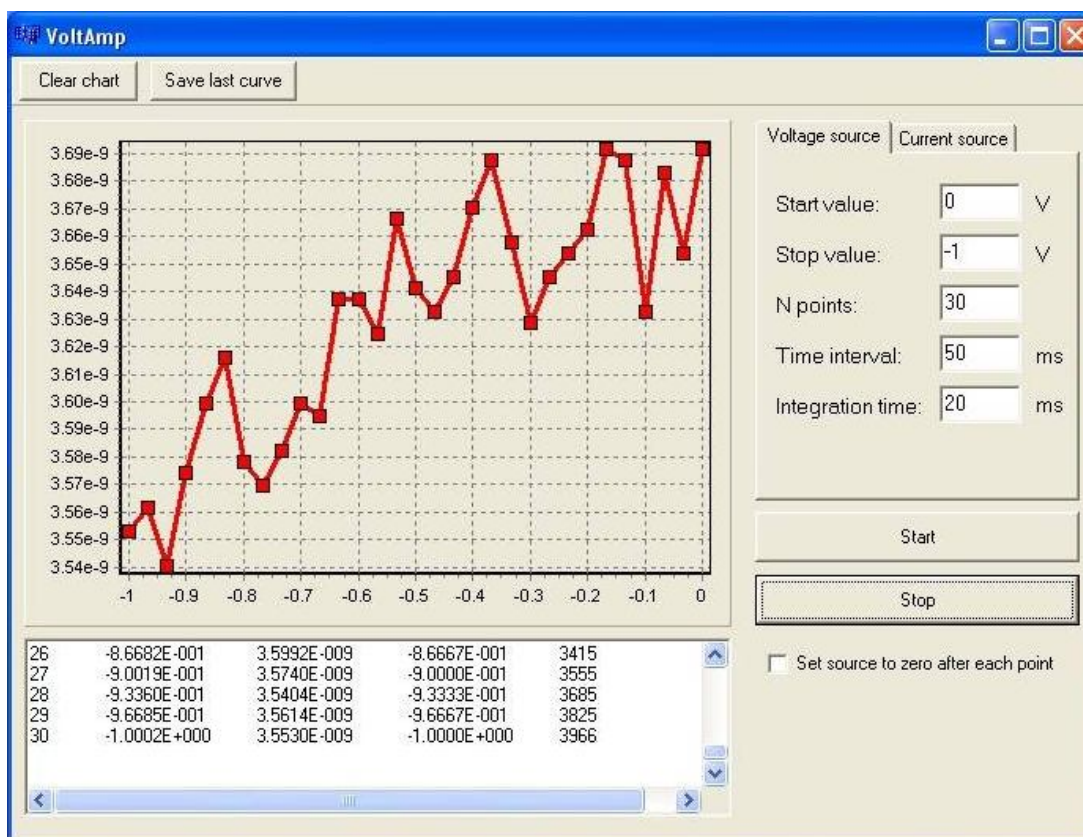 VoltAmp
Clear chart Save last curve
3.69e-9
3.68e-9
3.67e-9
3.66e-9
3.65e-9
3.64e-9
3.63e-9
3.62e-9
3.61e-9
3.60e-9
3.59e-9
3.58e-9
3.57e-9
3.56e-9
3.55e-9
3.54e-9
-1 -0.9 -0.8 -0.7 -0.6 -0.5 -0.4 -0.3 -0.2 -0.1 0
26 -8.6682E-001 3.5992E-009 -8.6667E-001 3415
27 -9.0019E-001 3.5740E-009 -9.0000E-001 3555
28 -9.3360E-001 3.5404E-009 -9.3333E-001 3685
29 -9.6685E-001 3.5614E-009 -9.6667E-001 3825
30 -1.0002E+000 3.5530E-009 -1.0000E+000 3966
Voltage source Current source
Start value: 0 V
Stop value: -1 V
N points: 30
Time interval: 50 ms
Integration time: 20 ms
Start
Stop
Set source to zero after each point